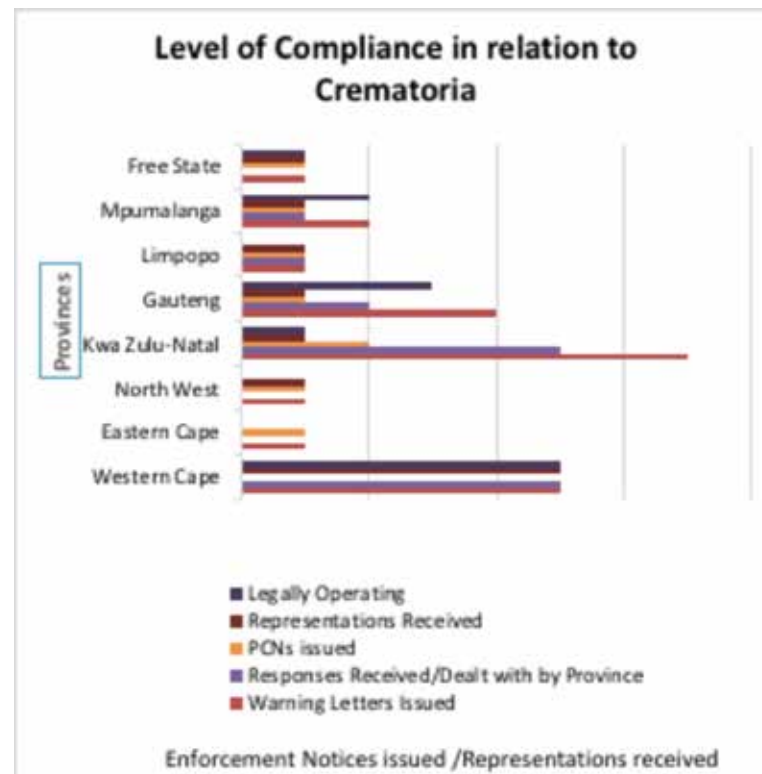 Level of Compliance in relation to
Crematoria
Provinces
Free State
Mpumalanga
Limpopo
Gauteng
Kwa Zulu-Natal
North West
Eastern Cape
Western Cape
Legally Operating
Representations Received
PCNs issued
Responses Received/Dealt with by Province
Warning Letters Issued
Enforcement Notices issued /Representations received